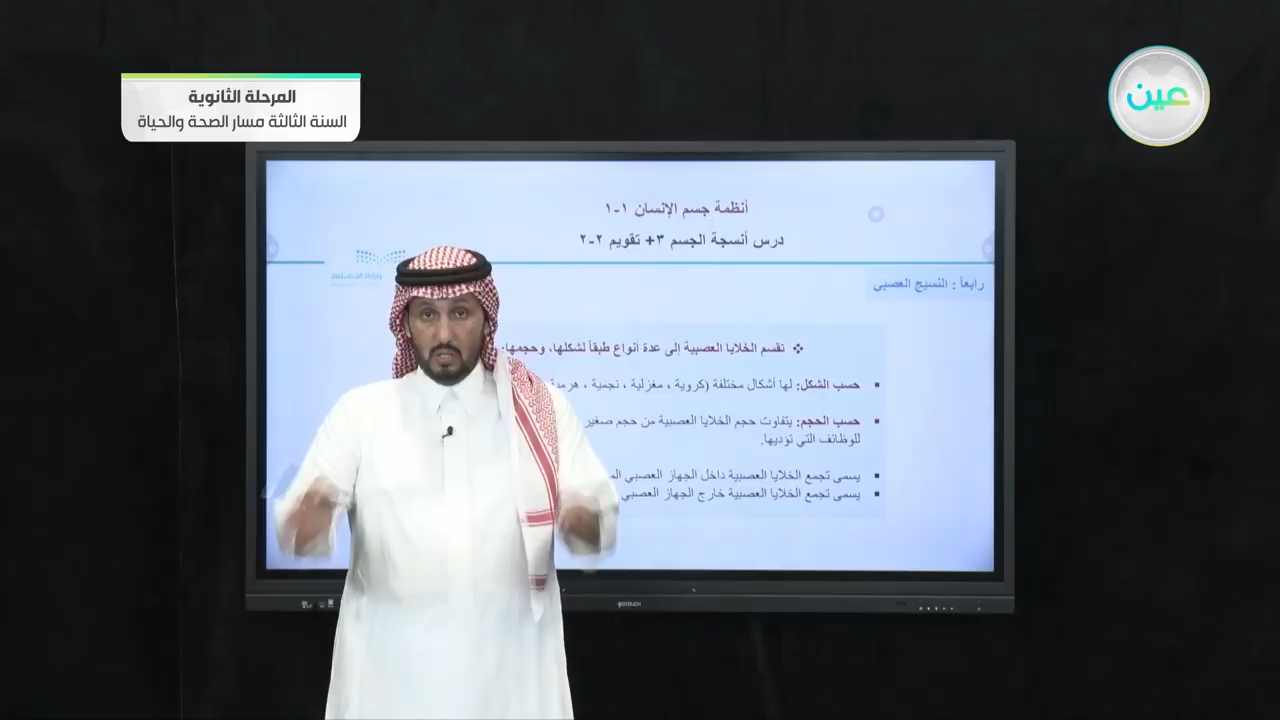 المرحلة الثانوية
السنة الثالثة مسار الصحة والحياة
عين
أنظمة جسم الإنسان ١-١
درس أنسجة الجسم ٣+ تقويم ٢-٢
وزارة التعليم
رابعاً : النسيج العصبي
❖ تقسم الخلايا العصبية إلى عدة أنواع طبقاً لشكلها، وحجمها:
▪ حسب الشكل: لها أشكال مختلفة (كروية ، مغزلية ، نجمية ، هرمية
▪ حسب الحجم: يتفاوت حجم الخلايا العصبية من حجم صغير
للوظائف التي تؤديها.
▪ يسمى تجمع الخلايا العصبية داخل الجهاز العصبي
▪ يسمى تجمع الخلايا العصبية خارج الجهاز العصبي